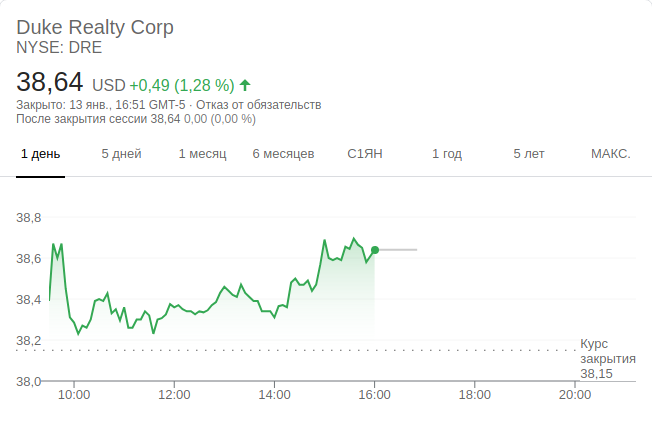 Duke Realty Corp
NYSE: DRE
38,64 USD +0,49 (1,28 %)
Закрыто: 13 янв., 16:51 GMT-5 · Отказ от обязательств
После закрытия сессии 38,64 0,00 (0,00 %)
1 день 5 дней 1 месяц 6 месяцев С1ЯН 1 год 5 лет МАКС.
38,8
38,6
38,4
38,2
Курс
закрытия
38,15
38,0
10:00 12:00 14:00 16:00 18:00 20:00